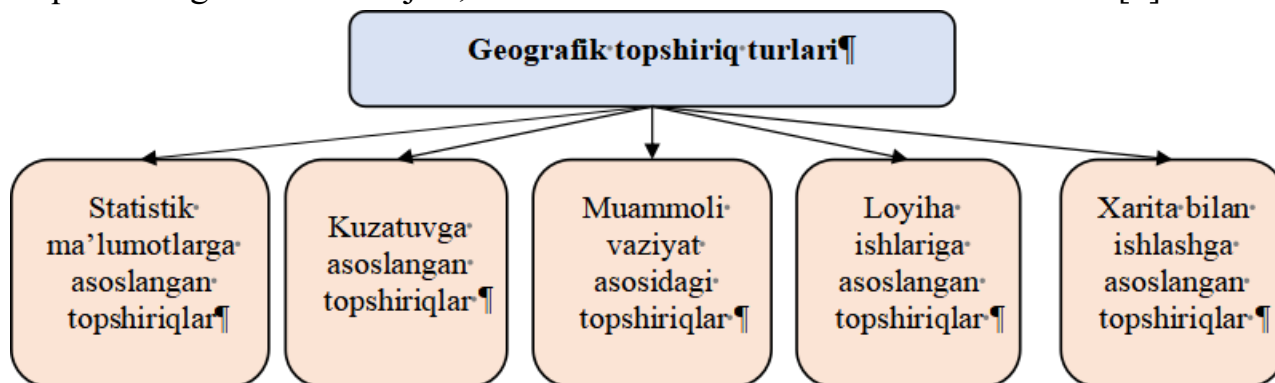 Geografik topshiriq turlari¶
Statistik
ma’lumotlarga
asoslangan
topshiriqlar¶
Kuzatuvga
asoslangan
topshiriqlar¶
Muammoli
vaziyat
asosidagi
topshiriqlar¶
Loyiha
ishlariga
asoslangan
topshiriqlar¶
Xarita bilan
ishlashga
asoslangan
topshiriqlar¶